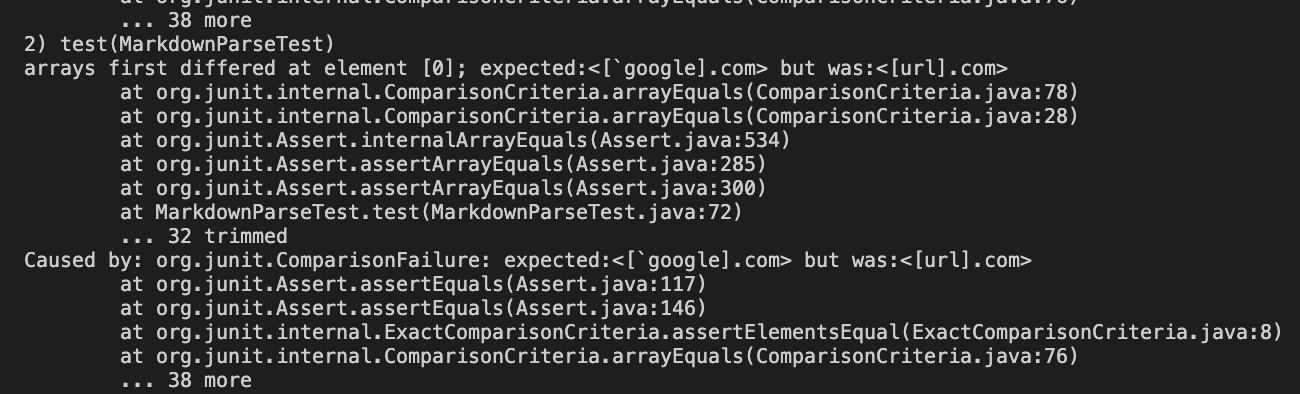 at org.junit.internal.ComparisonCriteria.arrayEquals(ComparisonCriteria.java:76)
... 38 more
2) test(MarkdownParseTest)
arrays first differed at element [0]; expected:<[`google].com> but was:<[url].com>
at org.junit.internal.ComparisonCriteria.arrayEquals(ComparisonCriteria.java:78)
at org.junit.internal.ComparisonCriteria.arrayEquals(ComparisonCriteria.java:28)
at org.junit.Assert.internalArrayEquals(Assert.java:534)
at org.junit.Assert.assertArrayEquals(Assert.java:285)
at org.junit.Assert.assertArrayEquals(Assert.java:300)
at MarkdownParseTest.test(MarkdownParseTest.java:72)
... 32 trimmed
Caused by: org.junit.ComparisonFailure: expected:<[`google].com> but was:<[url].com>
at org.junit.Assert.assertEquals(Assert.java:117)
at org.junit.Assert.assertEquals(Assert.java:146)
at org.junit.internal.ExactComparisonCriteria.assertElementsEqual(ExactComparisonCriteria.java:8)
at org.junit.internal.ComparisonCriteria.arrayEquals(ComparisonCriteria.java:76)
... 38 more